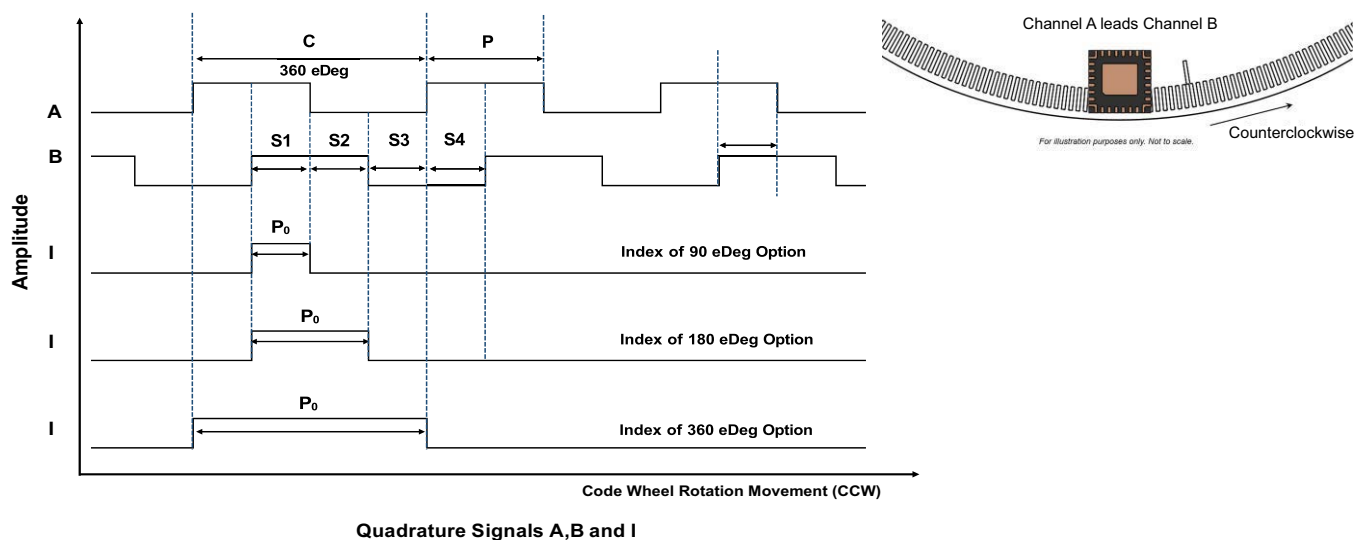 C
P
360 eDeg
A
S1 S2 S3 S4
B
P₀
I
Index of 90 eDeg Option
P₀
I
Index of 180 eDeg Option
P₀
I
Index of 360 eDeg Option
Amplitude
Code Wheel Rotation Movement (CCW)
Quadrature Signals A,B and I
Channel A leads Channel B
Counterclockwise
For illustration purposes only. Not to scale.